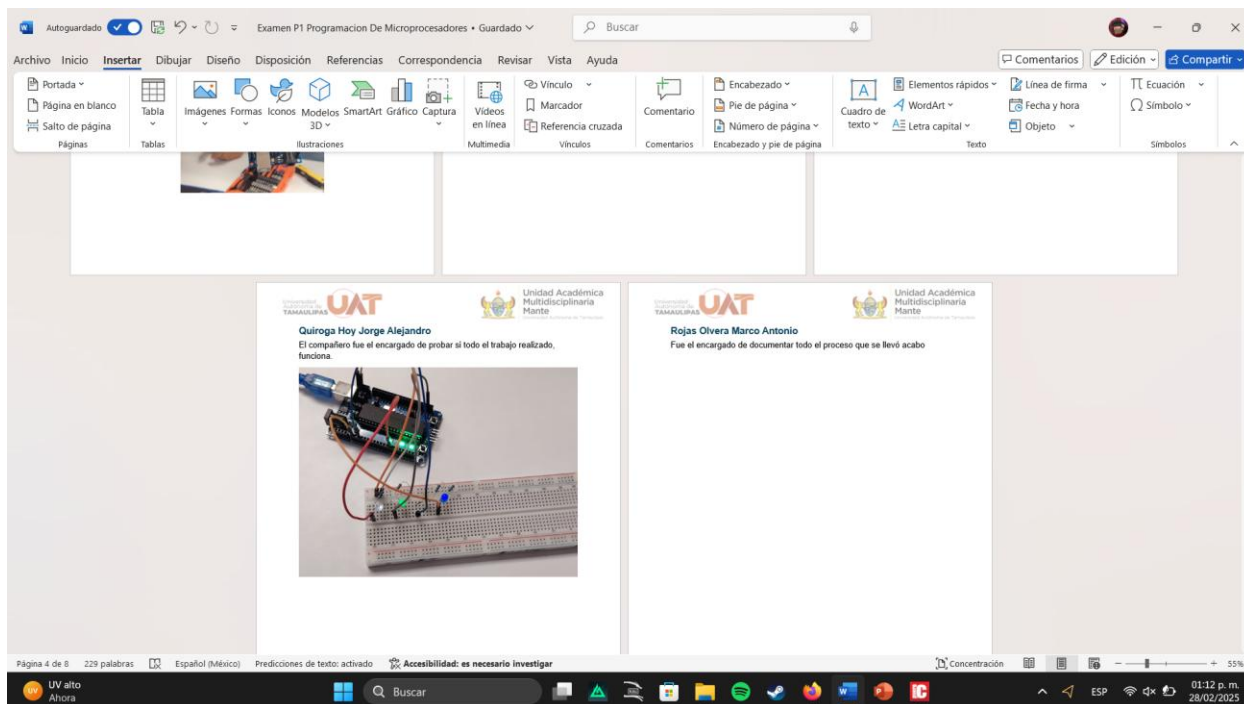 Autoguardado
Examen P1 Programacion De Microprocesadores • Guardado
Buscar
Archivo Inicio Insertar Dibujar Diseño Disposición Referencias Correspondencia Revisar Vista Ayuda
Comentarios Edición Compartir
Portada
Página en blanco
Salto de página
Páginas
Tabla
Tablas
Imágenes Formas Iconos Modelos 3D SmartArt Gráfico Captura
Ilustraciones
Vídeos en línea
Multimedia
Vínculo
Marcador
Referencia cruzada
Vínculos
Comentario
Comentarios
Encabezado
Pie de página
Número de página
Encabezado y pie de página
Cuadro de texto
Elementos rápidos
WordArt
Letra capital
Línea de firma
Fecha y hora
Objeto
Texto
Ecuación
Símbolo
Símbolos
TAMAULIPAS
UAT
Unidad Académica
Multidisciplinaria
Mante
Quiroga Hoy Jorge Alejandro
El compañero fue el encargado de probar si todo el trabajo realizado,
funciona.
TAMAULIPAS
UAT
Unidad Académica
Multidisciplinaria
Mante
Rojas Olvera Marco Antonio
Fue el encargado de documentar todo el proceso que se llevó acabo
Página 4 de 8 229 palabras Español (México) Predicciones de texto: activado Accesibilidad: es necesario investigar
Concentración
55%
UV alto
Ahora
Buscar
ESP
01:12 p. m.
28/02/2025